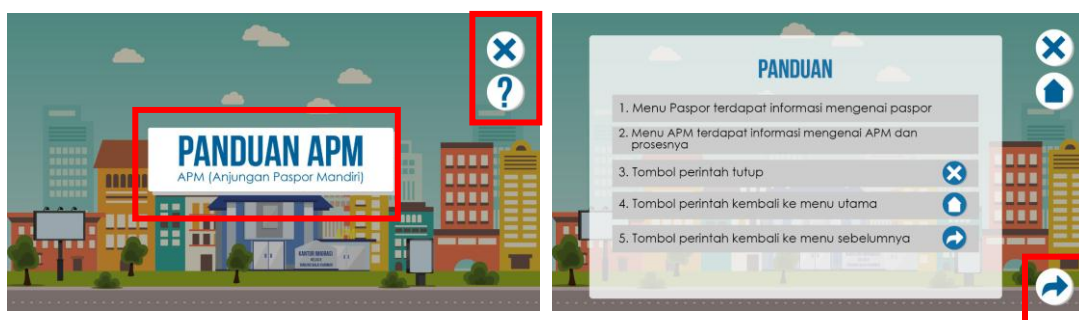 PANDUAN APM
APM (Anjungan Paspor Mandiri)
?
KANTOR IMIGRASI
PANDUAN
1. Menu Paspor terdapat informasi mengenai paspor
2. Menu APM terdapat informasi mengenai APM dan
prosesnya
3. Tombol perintah tutup
4. Tombol perintah kembali ke menu utama
5. Tombol perintah kembali ke menu sebelumnya